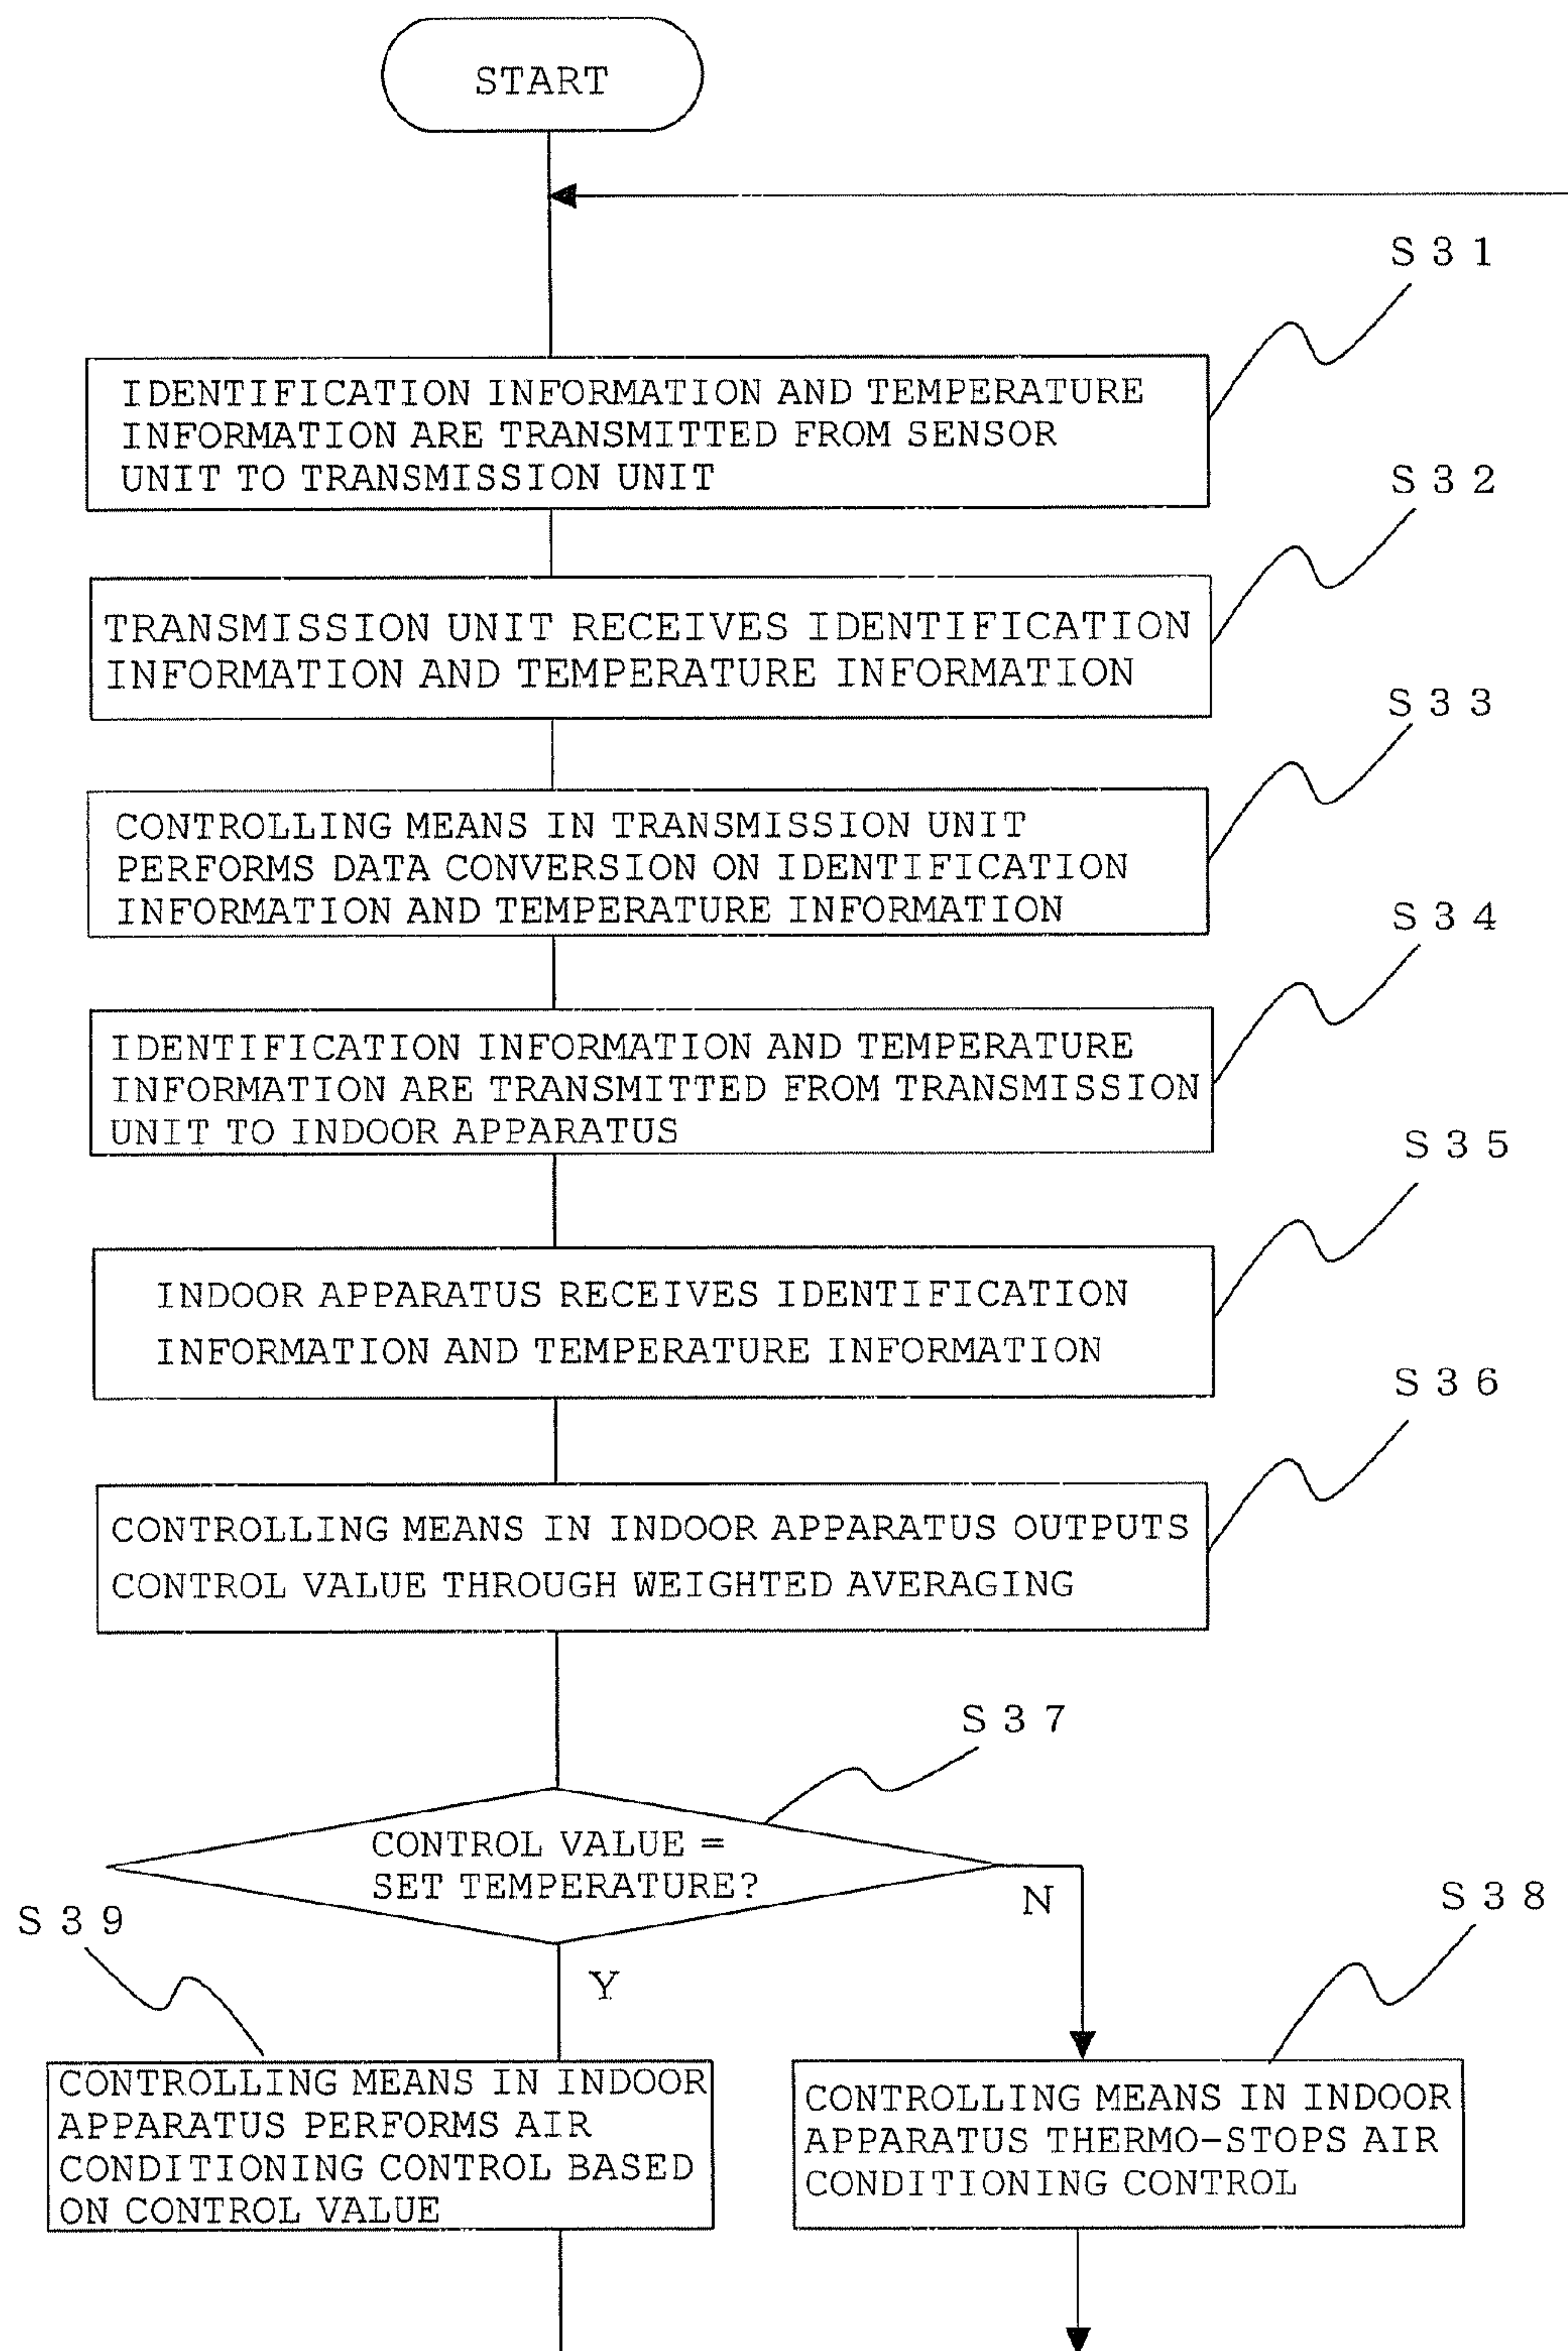 START
S31
IDENTIFICATION INFORMATION AND TEMPERATURE
INFORMATION ARE TRANSMITTED FROM SENSOR
UNIT TO TRANSMISSION UNIT
S32
TRANSMISSION UNIT RECEIVES IDENTIFICATION
INFORMATION AND TEMPERATURE INFORMATION
S33
CONTROLLING MEANS IN TRANSMISSION UNIT
PERFORMS DATA CONVERSION ON IDENTIFICATION
INFORMATION AND TEMPERATURE INFORMATION
S34
IDENTIFICATION INFORMATION AND TEMPERATURE
INFORMATION ARE TRANSMITTED FROM TRANSMISSION
UNIT TO INDOOR APPARATUS
S35
INDOOR APPARATUS RECEIVES IDENTIFICATION
INFORMATION AND TEMPERATURE INFORMATION
S36
CONTROLLING MEANS IN INDOOR APPARATUS OUTPUTS
CONTROL VALUE THROUGH WEIGHTED AVERAGING
S37
CONTROL VALUE =
SET TEMPERATURE?
N
Y
S39
CONTROLLING MEANS IN INDOOR
APPARATUS PERFORMS AIR
CONDITIONING CONTROL BASED
ON CONTROL VALUE
S38
CONTROLLING MEANS IN INDOOR
APPARATUS THERMO-STOPS AIR
CONDITIONING CONTROL